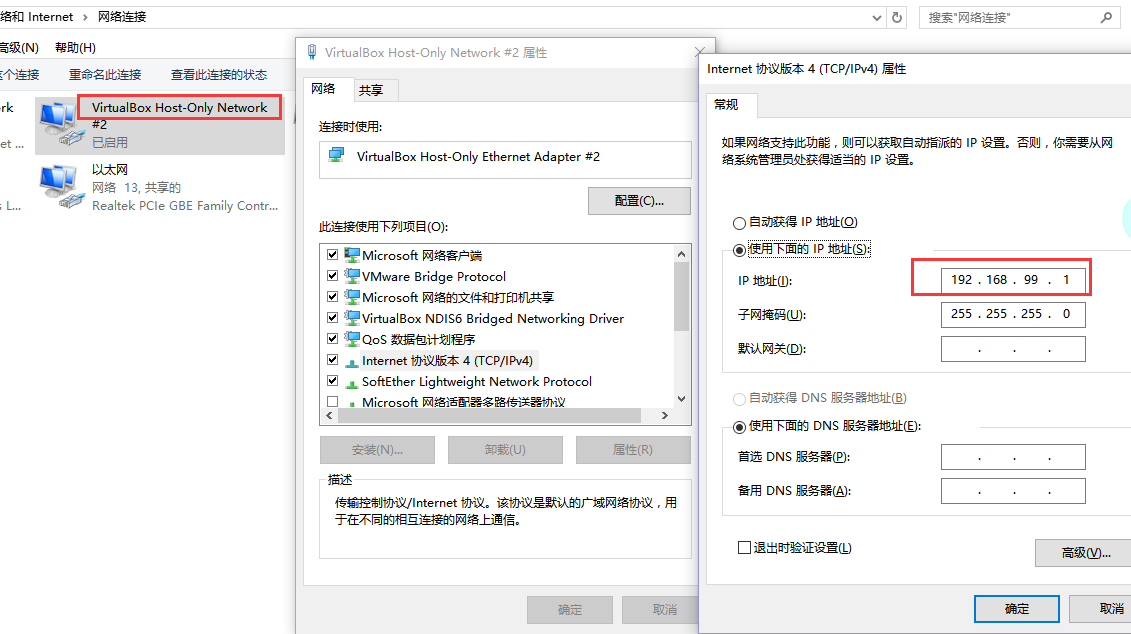 络和 Internet › 网络连接
搜索"网络连接"
高级(N) 帮助(H)
这个连接 重命名此连接 查看此连接的状态
rk
et ...
VirtualBox Host-Only Network
#2
已启用
s L...
以太网
网络 13, 共享的
Realtek PCIe GBE Family Contr...
VirtualBox Host-Only Network #2 属性
网络 共享
连接时使用:
VirtualBox Host-Only Ethernet Adapter #2
配置(C)...
此连接使用下列项目(O):
Microsoft 网络客户端
VMware Bridge Protocol
Microsoft 网络的文件和打印机共享
VirtualBox NDIS6 Bridged Networking Driver
QoS 数据包计划程序
Internet 协议版本 4 (TCP/IPv4)
SoftEther Lightweight Network Protocol
Microsoft 网络适配器多路传送器协议
安装(N)... 卸载(U) 属性(R)
描述
传输控制协议/Internet 协议。该协议是默认的广域网络协议，用
于在不同的相互连接的网络上通信。
确定 取消
Internet 协议版本 4 (TCP/IPv4) 属性
常规
如果网络支持此功能，则可以获取自动指派的 IP 设置。否则，你需要从网
络系统管理员处获得适当的 IP 设置。
自动获得 IP 地址(O)
使用下面的 IP 地址(S):
IP 地址(I): 192 . 168 . 99 . 1
子网掩码(U): 255 . 255 . 255 . 0
默认网关(D): . . .
自动获得 DNS 服务器地址(B)
使用下面的 DNS 服务器地址(E):
首选 DNS 服务器(P): . . .
备用 DNS 服务器(A): . . .
退出时验证设置(L)
高级(V)...
确定 取消